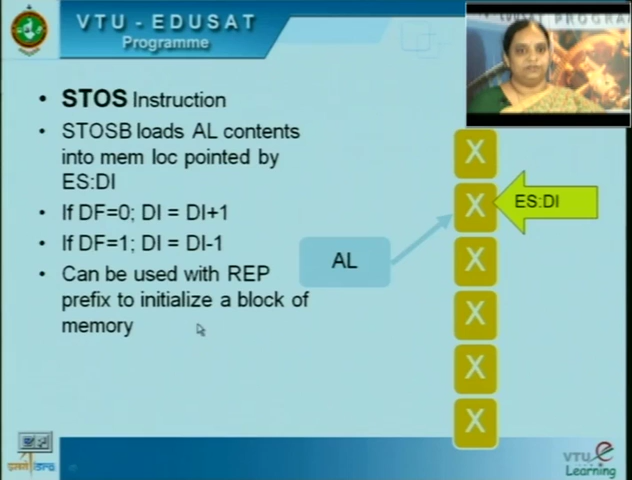 VTU - EDUSAT
Programme
EDUSAT PROGRA
• STOS Instruction
• STOSB loads AL contents
into mem loc pointed by
ES:DI
• If DF=0; DI = DI+1
• If DF=1; DI = DI-1
• Can be used with REP
prefix to initialize a block of
memory
AL
X
X
ES:DI
X
X
X
X
VTU e
Learning